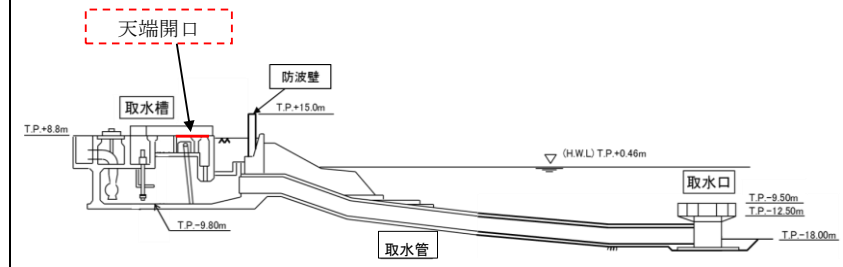 天端開口
防波壁
取水槽
T.P.+15.0m
T.P.+8.8m
(H.W.L) T.P.+0.46m
取水口
T.P.-9.50m
T.P.-12.50m
T.P.-9.80m
T.P.-18.00m
取水管